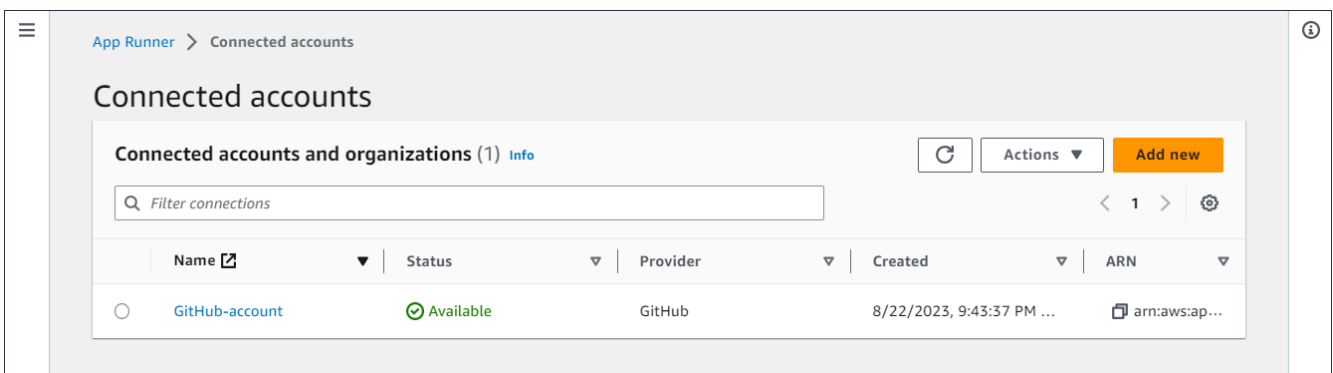 App Runner > Connected accounts
Connected accounts
Connected accounts and organizations (1) Info
Actions Add new
Filter connections
1
Name Status Provider Created ARN
GitHub-account Available GitHub 8/22/2023, 9:43:37 PM ... arn:aws:ap...